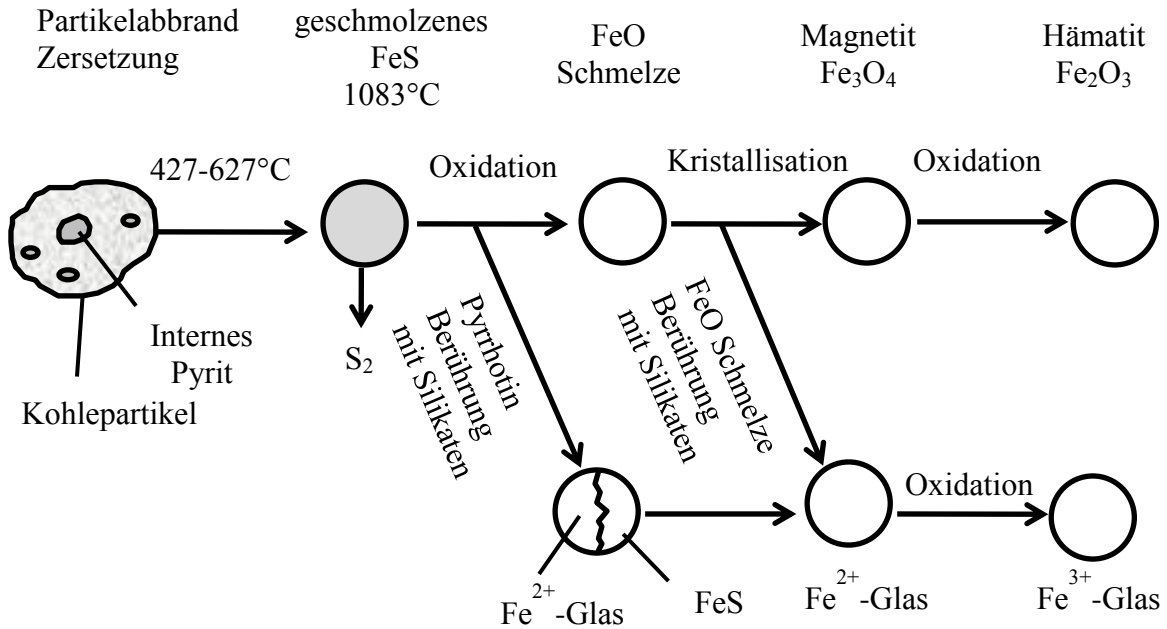 Partikelabbrand
Zersetzung
geschmolzenes
FeS
1083°C
FeO
Schmelze
Magnetit
Fe₃O₄
Hämatit
Fe₂O₃
427-627°C
Oxidation
Kristallisation
Oxidation
Internes
Pyrit
Kohlepartikel
S₂
Pyrrhotin
Berührung
mit Silikaten
FeO Schmelze
Berührung
mit Silikaten
Oxidation
Fe²⁺-Glas
FeS
Fe²⁺-Glas
Fe³⁺-Glas